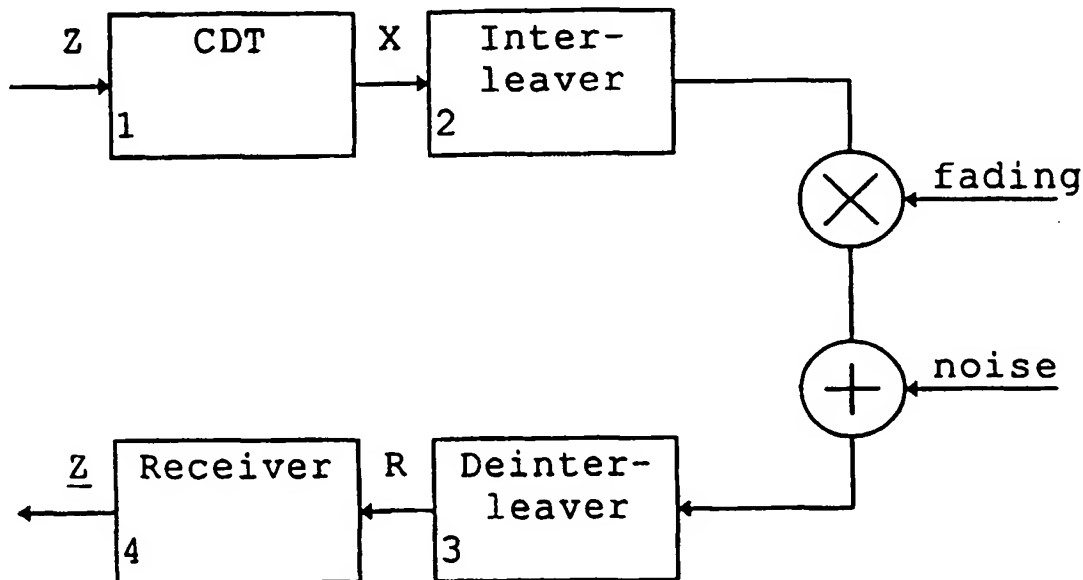 Z
CDT
1
X
Inter-
leaver
2
fading
noise
Z
Receiver
4
R
Deinter-
leaver
3